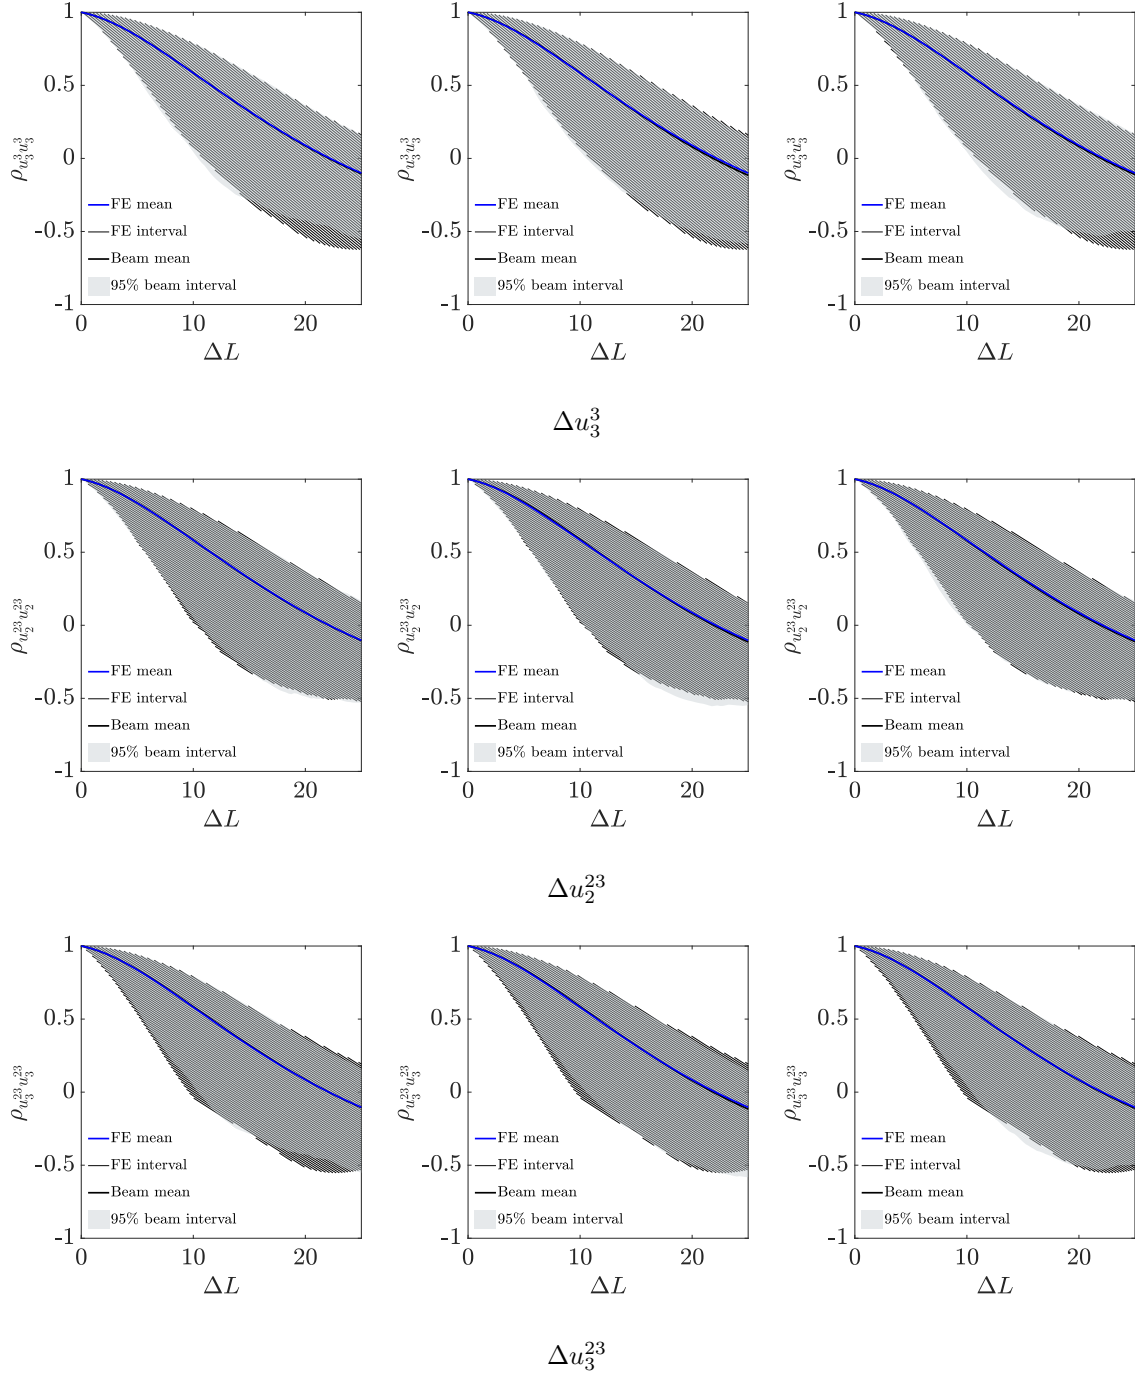 1
0.5
0
-0.5
-1
0 10 20
ΔL
ρ_{u_3^3 u_3^3}
FE mean
FE interval
Beam mean
95% beam interval
1
0.5
0
-0.5
-1
0 10 20
ΔL
ρ_{u_3^3 u_3^3}
FE mean
FE interval
Beam mean
95% beam interval
1
0.5
0
-0.5
-1
0 10 20
ΔL
ρ_{u_3^3 u_3^3}
FE mean
FE interval
Beam mean
95% beam interval
Δu_3^3
1
0.5
0
-0.5
-1
0 10 20
ΔL
ρ_{u_2^{23} u_2^{23}}
FE mean
FE interval
Beam mean
95% beam interval
1
0.5
0
-0.5
-1
0 10 20
ΔL
ρ_{u_2^{23} u_2^{23}}
FE mean
FE interval
Beam mean
95% beam interval
1
0.5
0
-0.5
-1
0 10 20
ΔL
ρ_{u_2^{23} u_2^{23}}
FE mean
FE interval
Beam mean
95% beam interval
Δu_2^{23}
1
0.5
0
-0.5
-1
0 10 20
ΔL
ρ_{u_3^{23} u_3^{23}}
FE mean
FE interval
Beam mean
95% beam interval
1
0.5
0
-0.5
-1
0 10 20
ΔL
ρ_{u_3^{23} u_3^{23}}
FE mean
FE interval
Beam mean
95% beam interval
1
0.5
0
-0.5
-1
0 10 20
ΔL
ρ_{u_3^{23} u_3^{23}}
FE mean
FE interval
Beam mean
95% beam interval
Δu_3^{23}